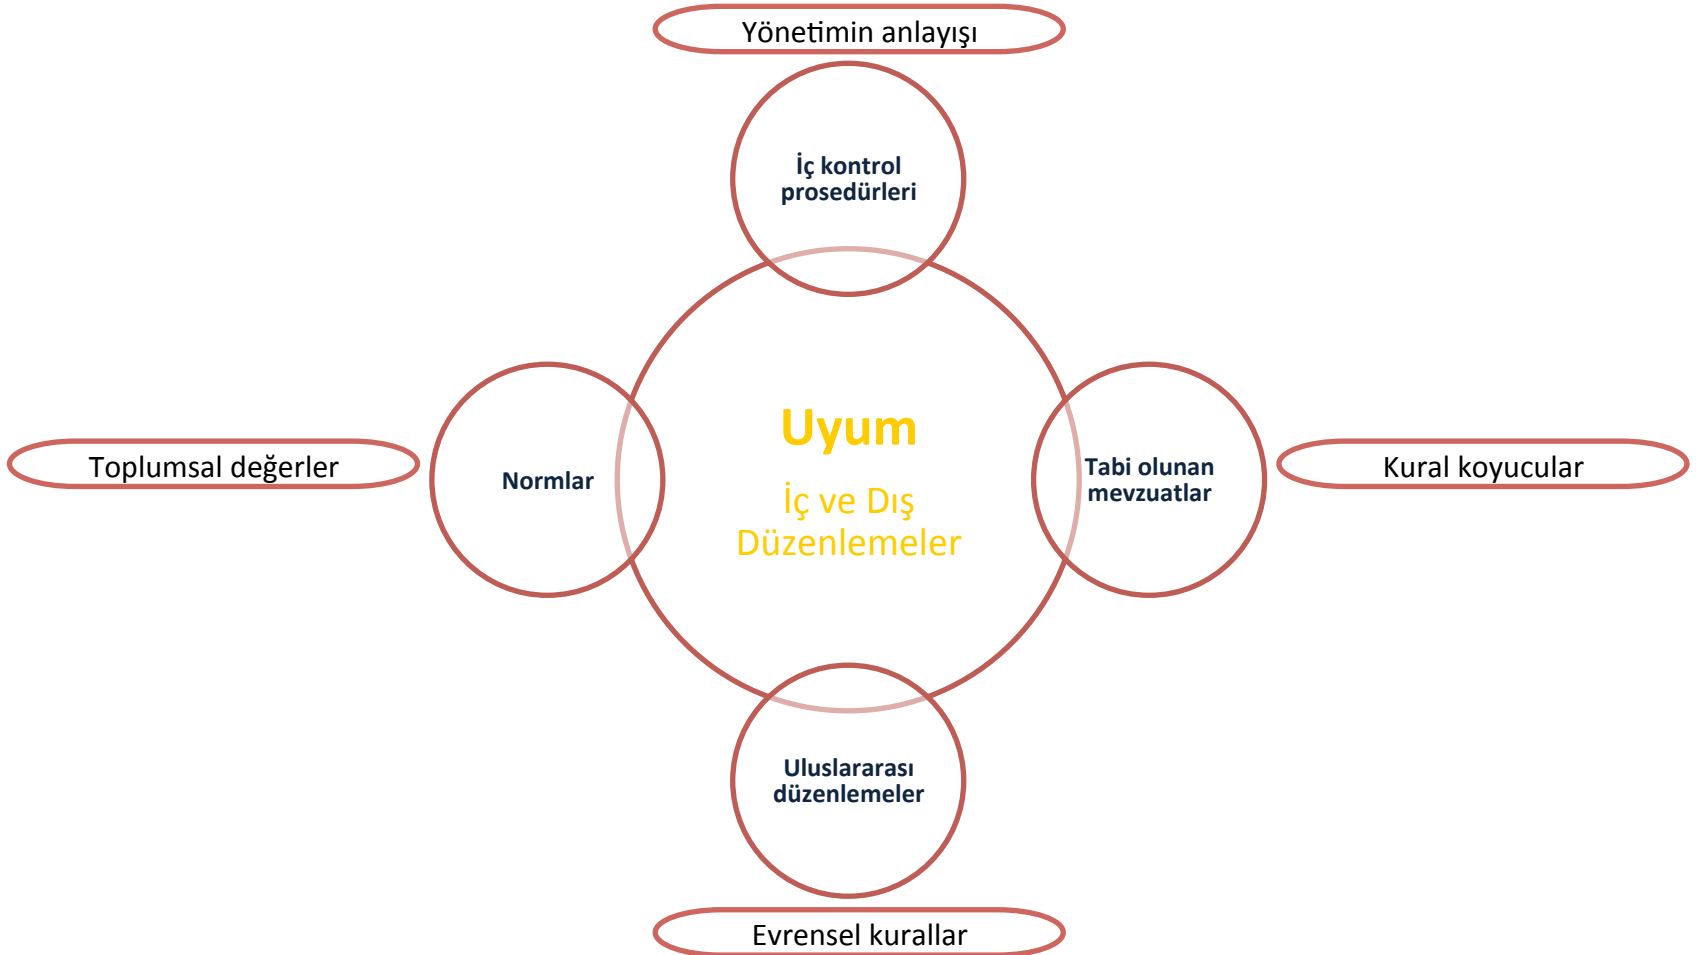 Yönetimin anlayışı
İç kontrol
prosedürleri
Uyum
İç ve Dış
Düzenlemeler
Toplumsal değerler
Normlar
Tabi olunan
mevzuatlar
Kural koyucular
Uluslararası
düzenlemeler
Evrensel kurallar